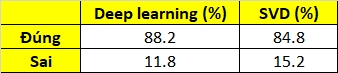 Deep learning (%) SVD (%)
Đúng 88.2 84.8
Sai 11.8 15.2